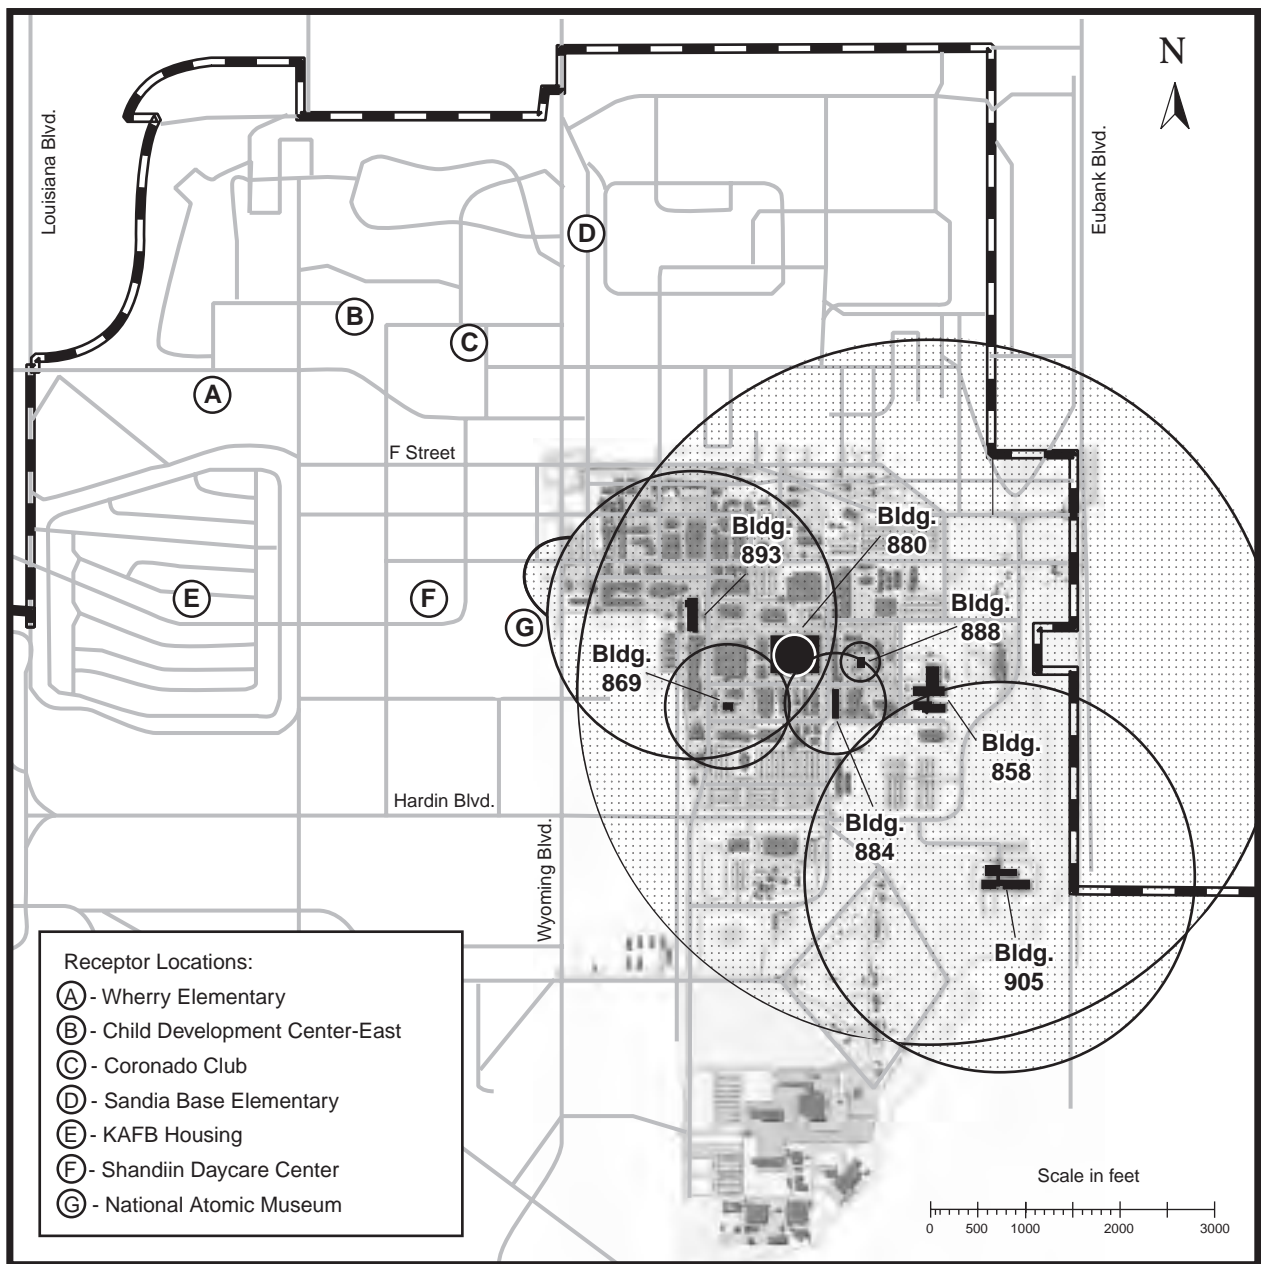 N
Louisiana Blvd.
Eubank Blvd.
D
B
C
A
F Street
Bldg.
893
Bldg.
880
E
F
G
Bldg.
888
Bldg.
869
Bldg.
858
Hardin Blvd.
Bldg.
884
Wyoming Blvd.
Bldg.
905
Receptor Locations:
A - Wherry Elementary
B - Child Development Center-East
C - Coronado Club
D - Sandia Base Elementary
E - KAFB Housing
F - Shandiin Daycare Center
G - National Atomic Museum
Scale in feet
0 500 1000 2000 3000